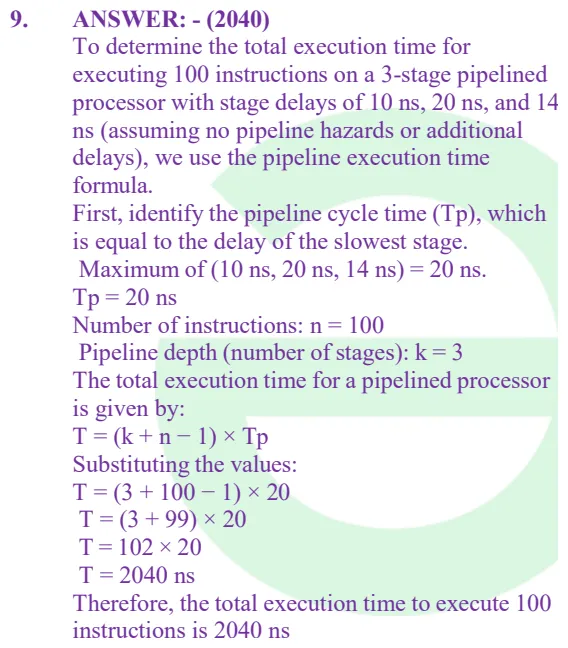 9. ANSWER: - (2040)
To determine the total execution time for
executing 100 instructions on a 3-stage pipelined
processor with stage delays of 10 ns, 20 ns, and 14
ns (assuming no pipeline hazards or additional
delays), we use the pipeline execution time
formula.
First, identify the pipeline cycle time (Tp), which
is equal to the delay of the slowest stage.
Maximum of (10 ns, 20 ns, 14 ns) = 20 ns.
Tp = 20 ns
Number of instructions: n = 100
Pipeline depth (number of stages): k = 3
The total execution time for a pipelined processor
is given by:
T = (k + n − 1) × Tp
Substituting the values:
T = (3 + 100 − 1) × 20
T = (3 + 99) × 20
T = 102 × 20
T = 2040 ns
Therefore, the total execution time to execute 100
instructions is 2040 ns